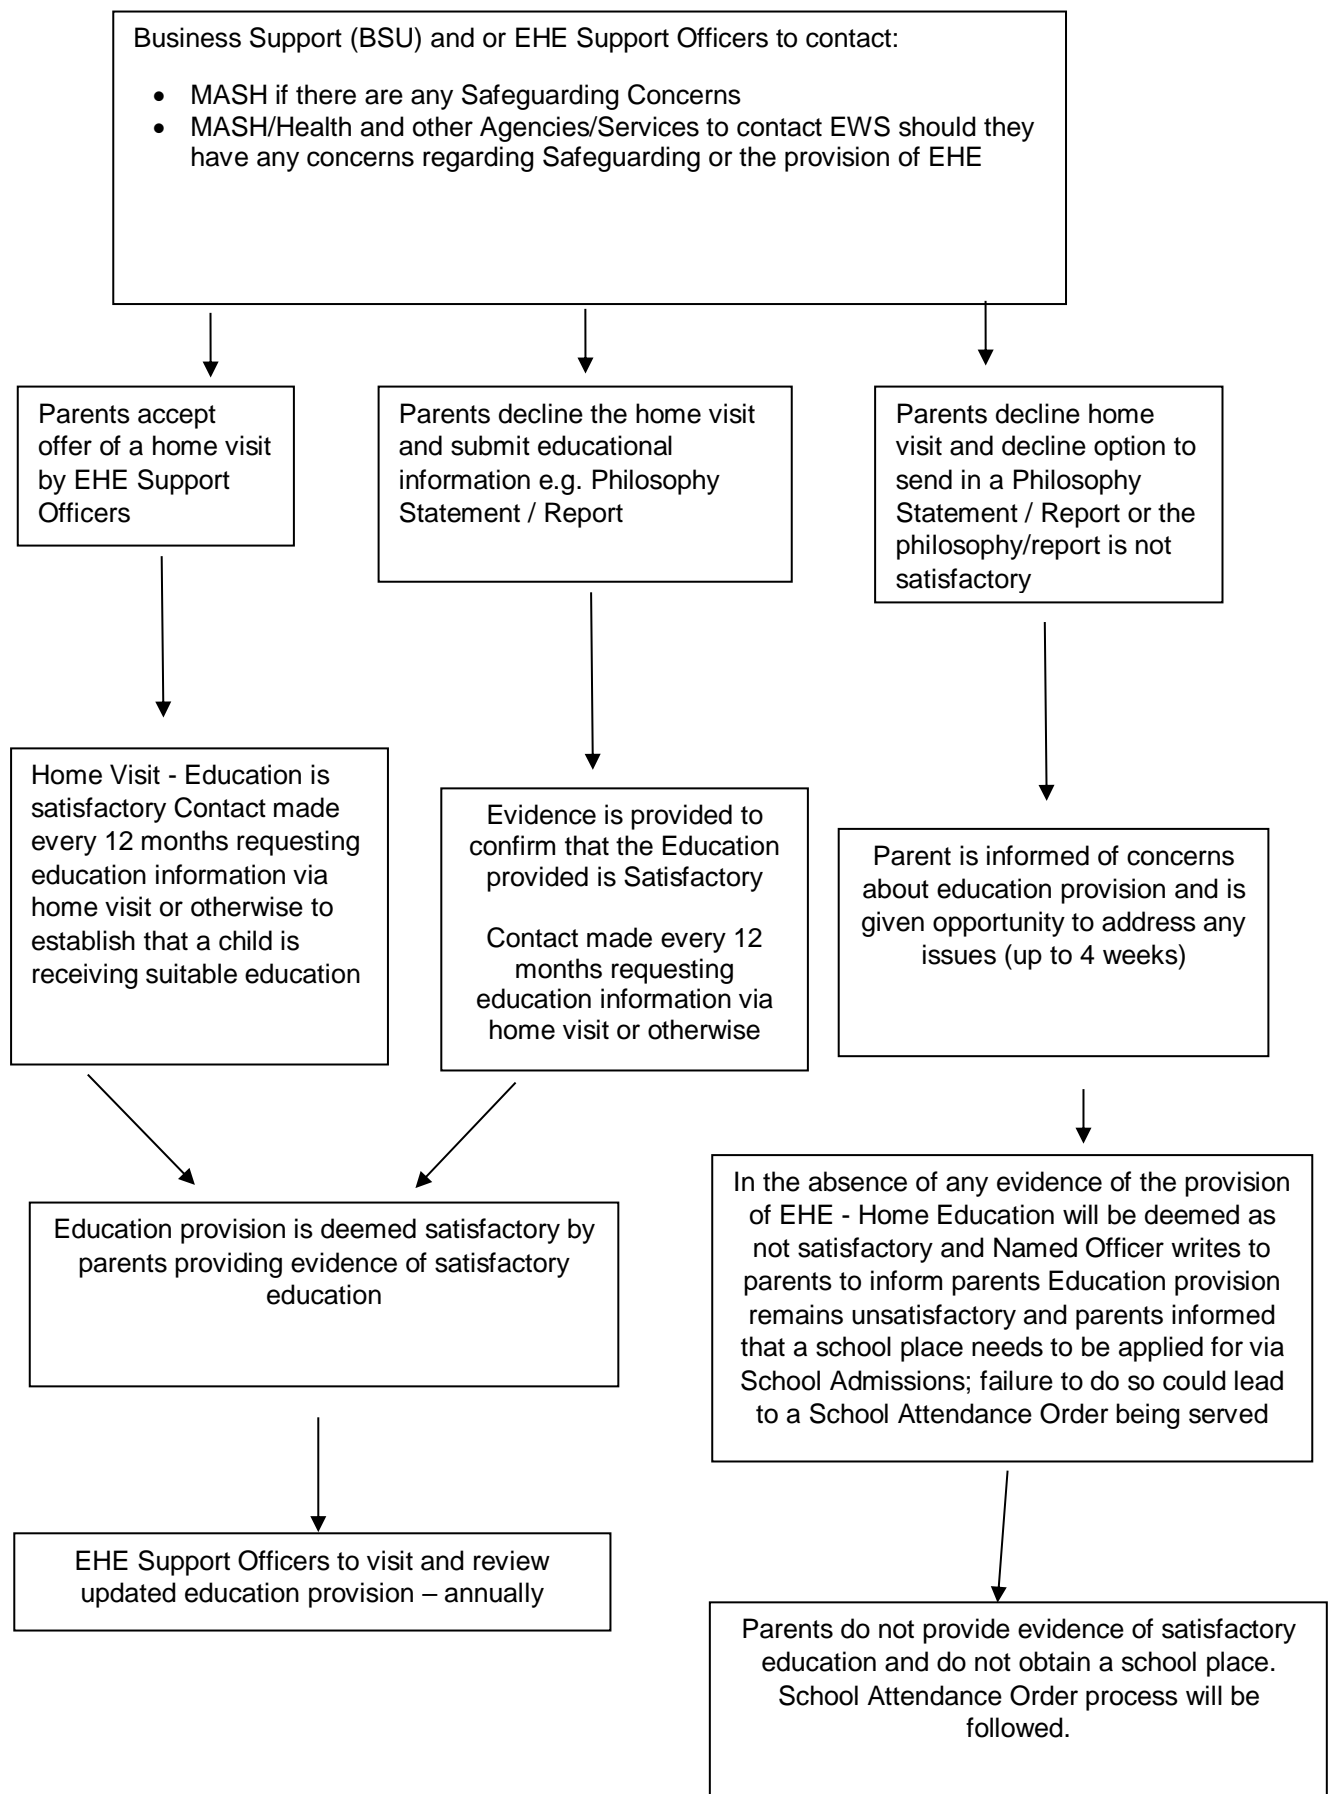 Business Support (BSU) and or EHE Support Officers to contact:
• MASH if there are any Safeguarding Concerns
• MASH/Health and other Agencies/Services to contact EWS should they
have any concerns regarding Safeguarding or the provision of EHE
Parents accept
offer of a home visit
by EHE Support
Officers
Parents decline the home visit
and submit educational
information e.g. Philosophy
Statement / Report
Parents decline home
visit and decline option to
send in a Philosophy
Statement / Report or the
philosophy/report is not
satisfactory
Home Visit - Education is
satisfactory Contact made
every 12 months requesting
education information via
home visit or otherwise to
establish that a child is
receiving suitable education
Evidence is provided to
confirm that the Education
provided is Satisfactory
Contact made every 12
months requesting
education information via
home visit or otherwise
Parent is informed of concerns
about education provision and is
given opportunity to address any
issues (up to 4 weeks)
Education provision is deemed satisfactory by
parents providing evidence of satisfactory
education
In the absence of any evidence of the provision
of EHE - Home Education will be deemed as
not satisfactory and Named Officer writes to
parents to inform parents Education provision
remains unsatisfactory and parents informed
that a school place needs to be applied for via
School Admissions; failure to do so could lead
to a School Attendance Order being served
EHE Support Officers to visit and review
updated education provision – annually
Parents do not provide evidence of satisfactory
education and do not obtain a school place.
School Attendance Order process will be
followed.